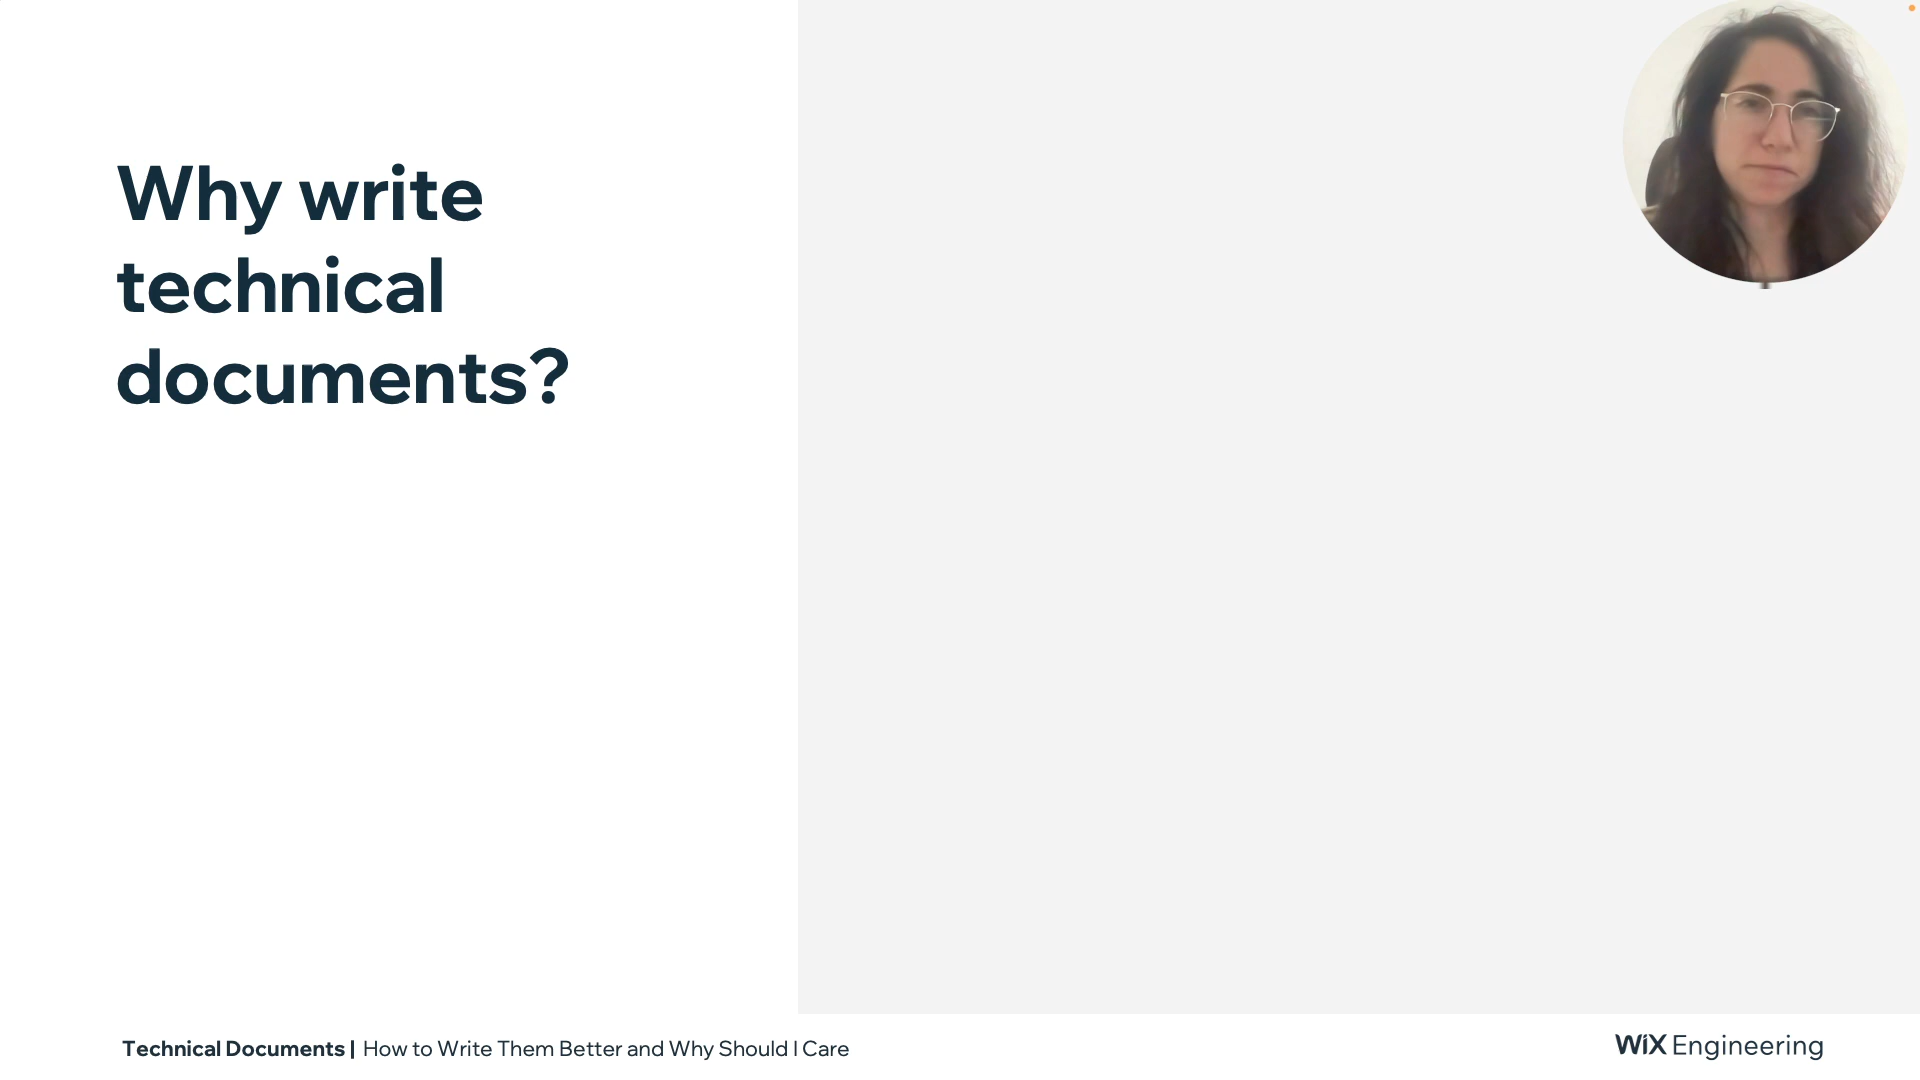 Why write
technical
documents?
Technical Documents | How to Write Them Better and Why Should I Care
WiX Engineering